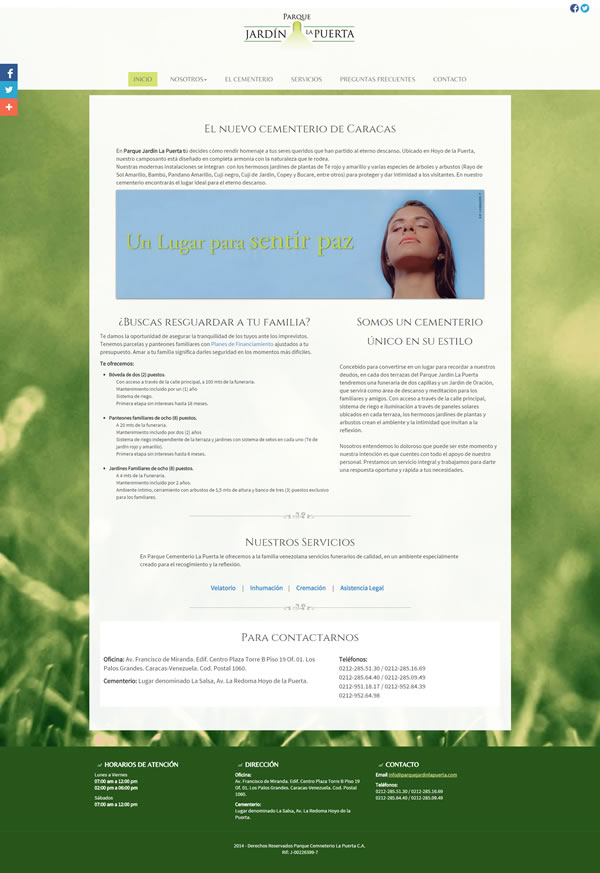 PARQUE
JARDÍN LA PUERTA
INICIO NOSOTROS EL CEMENTERIO SERVICIOS PREGUNTAS FRECUENTES CONTACTO
El nuevo cementerio de Caracas
En Parque Jardín La Puerta tú decides cómo rendir homenaje a tus seres queridos que han partido al eterno descanso. Ubicado en Hoyo de la Puerta,
nuestro camposanto está diseñado en completa armonía con la naturaleza que le rodea.
Nuestras modernas instalaciones se integran con los hermosos jardines de plantas de Té rojo y amarillo y varias especies de árboles y arbustos (Rayo de
Sol Amarillo, Bambú, Pandano Amarillo, Cují negro, Cují de Jardín, Copey y Bucare, entre otros) para proteger y dar intimidad a los visitantes. En nuestro
cementerio encontrarás el lugar ideal para el eterno descanso.
Un Lugar para sentir paz
¿Buscas resguardar a tu familia?
Te damos la oportunidad de asegurar la tranquilidad de los tuyos ante los imprevistos.
Tenemos parcelas y panteones familiares con Planes de Financiamiento ajustados a tu
presupuesto. Amar a tu familia significa darles seguridad en los momentos más difíciles.
Te ofrecemos:
Bóveda de dos (2) puestos.
Con acceso a través de la calle principal, a 100 mts de la funeraria.
Mantenimiento incluido por un (1) año
Sistema de riego.
Primera etapa sin intereses hasta 18 meses.
Panteones familiares de ocho (8) puestos.
A 20 mts de la funeraria.
Mantenimiento incluido por dos (2) años
Sistema de riego independiente de la terraza y jardines con sistema de setos en cada uno (Té de
jardín rojo y amarillo).
Primera etapa sin intereses hasta 6 meses.
Jardines Familiares de ocho (8) puestos.
A 4 mts de la Funeraria.
Mantenimiento incluido por 2 años.
Ambiente íntimo, cerramiento con arbustos de 5,5 mts de altura y banco de tres (3) puestos exclusivo
para los familiares.
Somos un cementerio
único en su estilo
Concebido para convertirse en un lugar para recordar a nuestros
deudos, en cada dos terrazas del Parque Jardín La Puerta
tendremos una funeraria de dos capillas y un Jardín de Oración,
que servirá como área de descanso y meditación para los
familiares y amigos. Con acceso a través de la calle principal,
sistema de riego e iluminación a través de paneles solares
ubicados en cada terraza, los hermosos jardines de plantas y
arbustos crean el ambiente y la intimidad que invitan a la
reflexión.
Nosotros entendemos lo doloroso que puede ser este momento y
nuestra intención es que cuentes con todo el apoyo de nuestro
personal. Prestamos un servicio integral y trabajamos para darte
una respuesta oportuna y rápida a tus necesidades.
Nuestros Servicios
En Parque Cementerio La Puerta le ofrecemos a la familia venezolana servicios funerarios de calidad, en un ambiente especialmente
creado para el recogimiento y la reflexión.
Velatorio | Inhumación | Cremación | Asistencia Legal
Para contactarnos
Oficina: Av. Francisco de Miranda. Edif. Centro Plaza Torre B Piso 19 Of. 01. Los
Palos Grandes. Caracas-Venezuela. Cod. Postal 1060.
Cementerio: Lugar denominado La Salsa, Av. La Redoma Hoyo de la Puerta.
Teléfonos:
0212-285.51.30 / 0212-285.16.69
0212-285.64.40 / 0212-285.09.49
0212-951.18.17 / 0212-952.64.39
0212-952.64.98
HORARIOS DE ATENCIÓN
Lunes a Viernes
07:00 am a 12:00 pm
02:00 pm a 06:00 pm
Sábados
07:00 am a 12:00 pm
DIRECCIÓN
Oficina:
Av. Francisco de Miranda. Edif. Centro Plaza Torre B Piso 19
Of. 01. Los Palos Grandes. Caracas-Venezuela. Cod. Postal
1060.
Cementerio:
Lugar denominado La Salsa, Av. La Redoma Hoyo de la
Puerta.
CONTACTO
Email info@parquejardinlapuerta.com
Teléfonos:
0212-285.51.30 / 0212-285.16.69
0212-285.64.40 / 0212-285.09.49
2014 - Derechos Reservados Parque Cemneterio La Puerta C.A.
Rif. J-00226599-7